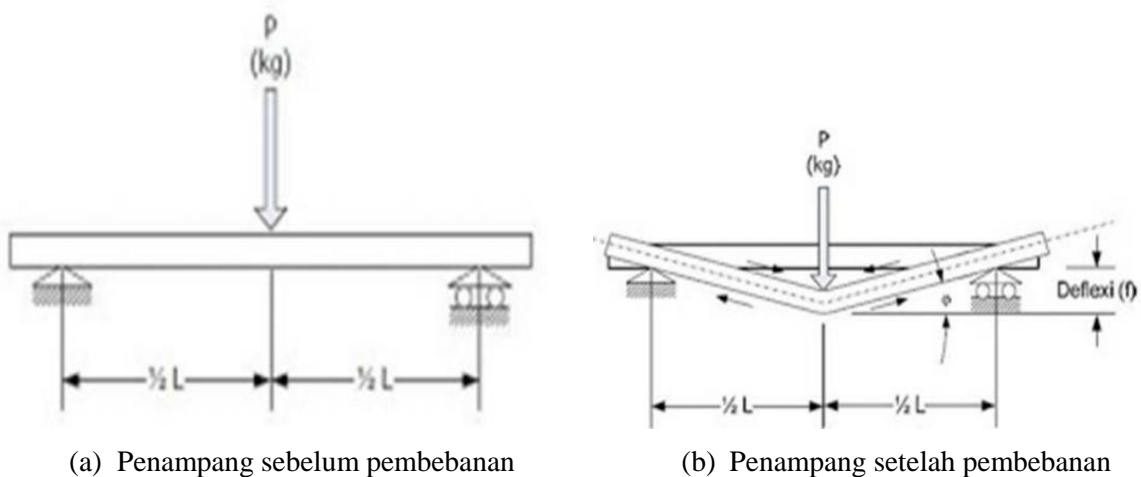 P
(kg)
½ L
½ L
(a) Penampang sebelum pembebanan
P
(kg)
Deflexi (f)
½ L
½ L
(b) Penampang setelah pembebanan